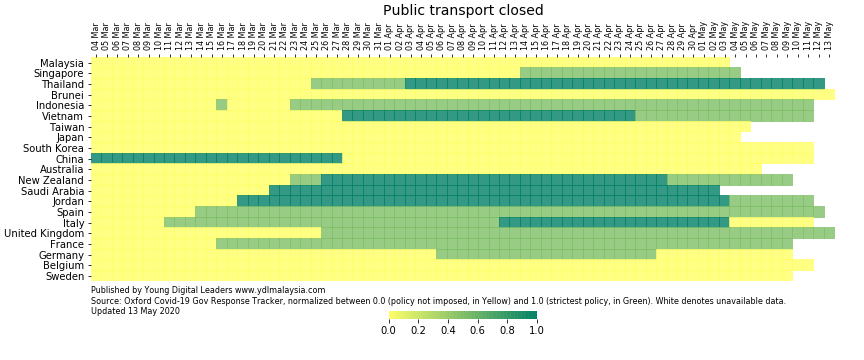 Public transport closed
04 Mar 05 Mar 06 Mar 07 Mar 08 Mar 09 Mar 10 Mar 11 Mar 12 Mar 13 Mar 14 Mar 15 Mar 16 Mar 17 Mar 18 Mar 19 Mar 20 Mar 21 Mar 22 Mar 23 Mar 24 Mar 25 Mar 26 Mar 27 Mar 28 Mar 29 Mar 30 Mar 31 Mar 01 Apr 02 Apr 03 Apr 04 Apr 05 Apr 06 Apr 07 Apr 08 Apr 09 Apr 10 Apr 11 Apr 12 Apr 13 Apr 14 Apr 15 Apr 16 Apr 17 Apr 18 Apr 19 Apr 20 Apr 21 Apr 22 Apr 23 Apr 24 Apr 25 Apr 26 Apr 27 Apr 28 Apr 29 Apr 30 Apr 01 May 02 May 03 May 04 May 05 May 06 May 07 May 08 May 09 May 10 May 11 May 12 May 13 May
Malaysia
Singapore
Thailand
Brunei
Indonesia
Vietnam
Taiwan
Japan
South Korea
China
Australia
New Zealand
Saudi Arabia
Jordan
Spain
Italy
United Kingdom
France
Germany
Belgium
Sweden
Published by Young Digital Leaders www.ydlmalaysia.com
Source: Oxford Covid-19 Gov Response Tracker, normalized between 0.0 (policy not imposed, in Yellow) and 1.0 (strictest policy, in Green). White denotes unavailable data.
Updated 13 May 2020
0.0 0.2 0.4 0.6 0.8 1.0